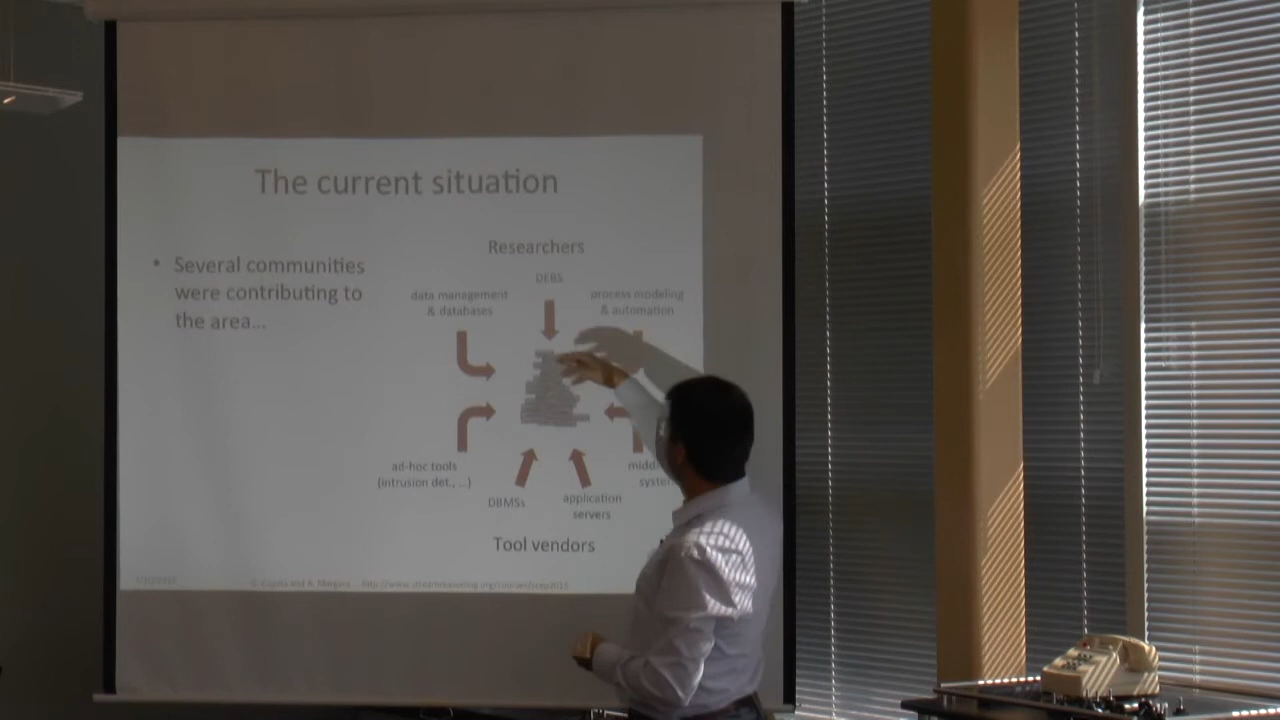 The current situation
• Several communities
were contributing to
the area...
Researchers
DEBS
data management
& databases
process modeling
& automation
ad-hoc tools
(intrusion det., ...)
DBMSs
application
servers
Tool vendors